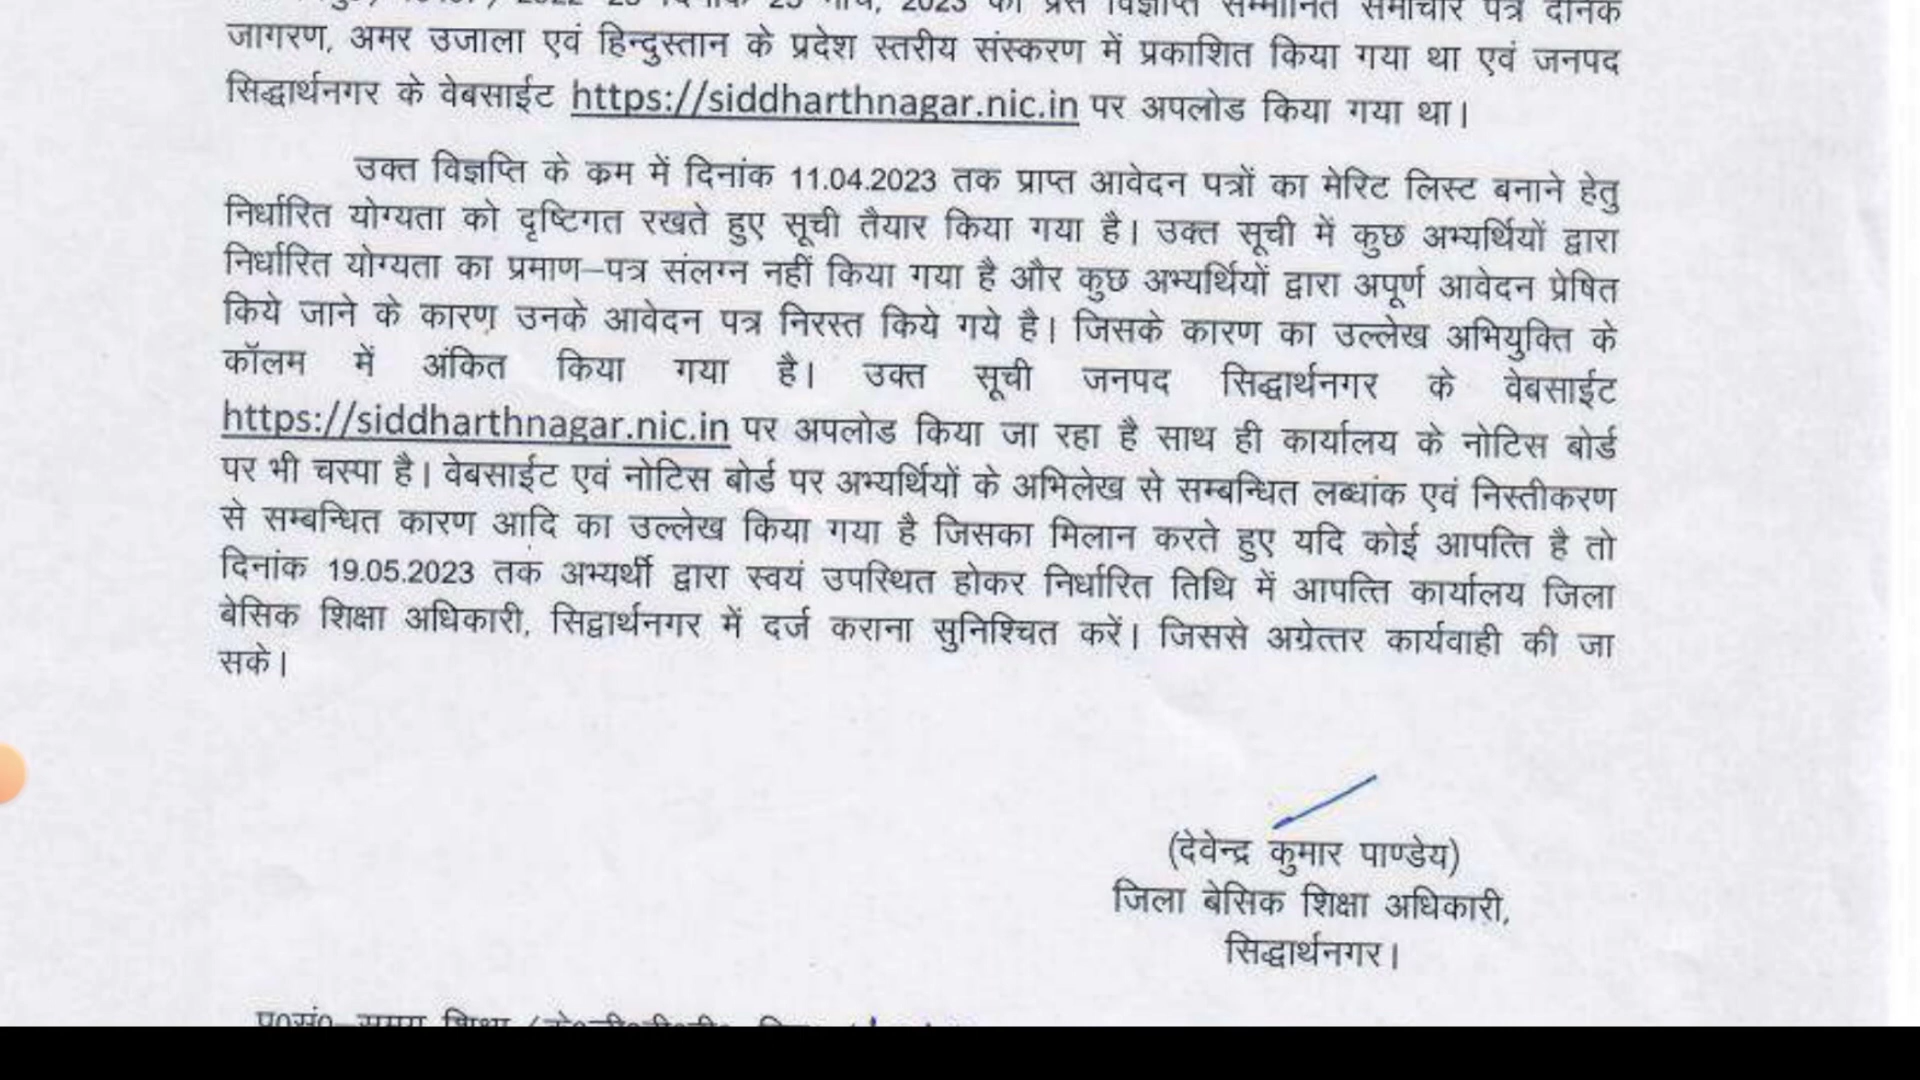 2023 को प्रेस विज्ञप्ति सम्मानित समाचार पत्र दैनिक
जागरण, अमर उजाला एवं हिन्दुस्तान के प्रदेश स्तरीय संस्करण में प्रकाशित किया गया था एवं जनपद
सिद्धार्थनगर के वेबसाईट https://siddharthnagar.nic.in पर अपलोड किया गया था।
उक्त विज्ञप्ति के कम में दिनांक 11.04.2023 तक प्राप्त आवेदन पत्रों का मेरिट लिस्ट बनाने हेतु
निर्धारित योग्यता को दृष्टिगत रखते हुए सूची तैयार किया गया है। उक्त सूची में कुछ अभ्यर्थियों द्वारा
निर्धारित योग्यता का प्रमाण–पत्र संलग्न नहीं किया गया है और कुछ अभ्यर्थियों द्वारा अपूर्ण आवेदन प्रेषित
किये जाने के कारण उनके आवेदन पत्र निरस्त किये गये है। जिसके कारण का उल्लेख अभियुक्ति के
कॉलम में अंकित किया गया है। उक्त सूची जनपद सिद्धार्थनगर के वेबसाईट
https://siddharthnagar.nic.in पर अपलोड किया जा रहा है साथ ही कार्यालय के नोटिस बोर्ड
पर भी चस्पा है। वेबसाईट एवं नोटिस बोर्ड पर अभ्यर्थियों के अभिलेख से सम्बन्धित लब्धांक एवं निस्तीकरण
से सम्बन्धित कारण आदि का उल्लेख किया गया है जिसका मिलान करते हुए यदि कोई आपत्ति है तो
दिनांक 19.05.2023 तक अभ्यर्थी द्वारा स्वयं उपस्थित होकर निर्धारित तिथि में आपत्ति कार्यालय जिला
बेसिक शिक्षा अधिकारी, सिद्वार्थनगर में दर्ज कराना सुनिश्चित करें। जिससे अग्रेत्तर कार्यवाही की जा
सके।
(देवेन्द्र कुमार पाण्डेय)
जिला बेसिक शिक्षा अधिकारी,
सिद्धार्थनगर।